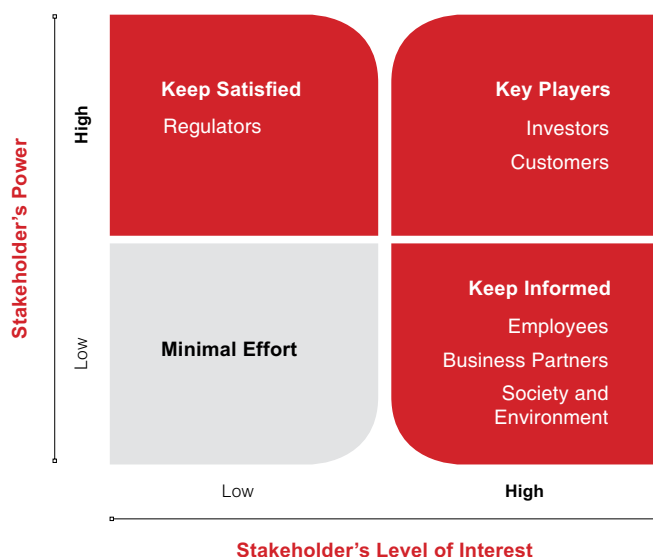 Stakeholder's Power
High
Low
Keep Satisfied
Regulators
Key Players
Investors
Customers
Minimal Effort
Keep Informed
Employees
Business Partners
Society and
Environment
Low
High
Stakeholder's Level of Interest